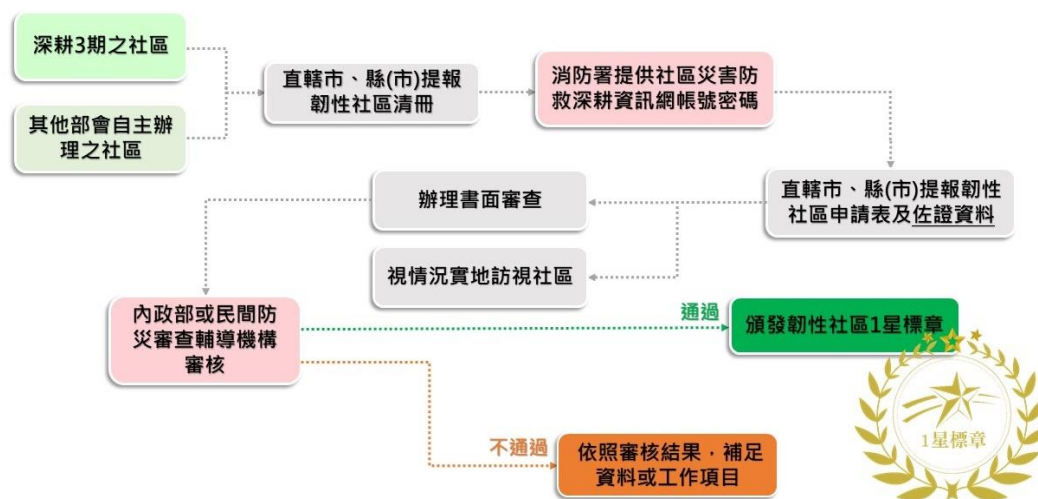 深耕3期之社區
其他部會自主辦
理之社區
直轄市、縣(市)提報
韌性社區清冊
消防署提供社區災害防
救深耕資訊網帳號密碼
直轄市、縣(市)提報韌性
社區申請表及佐證資料
辦理書面審查
視情況實地訪視社區
內政部或民間防
災審查輔導機構
審核
通過
頒發韌性社區1星標章
1星標章
不通過
依照審核結果，補足
資料或工作項目